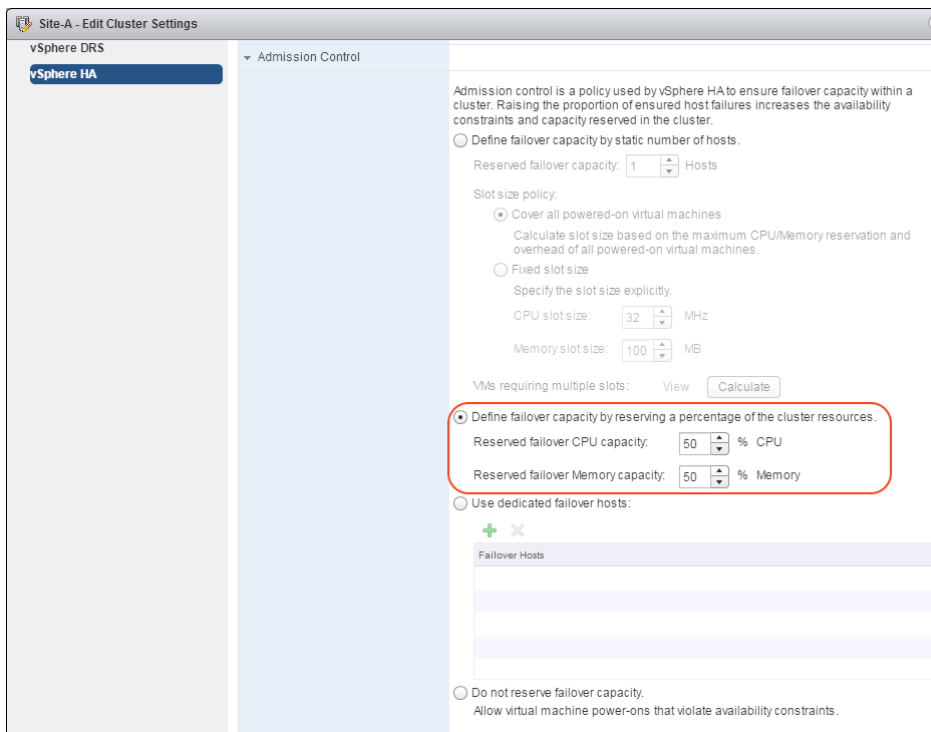 Site-A - Edit Cluster Settings
vSphere DRS
vSphere HA
Admission Control
Admission control is a policy used by vSphere HA to ensure failover capacity within a
cluster. Raising the proportion of ensured host failures increases the availability
constraints and capacity reserved in the cluster.
Define failover capacity by static number of hosts.
Reserved failover capacity: 1 Hosts
Slot size policy:
Cover all powered-on virtual machines
Calculate slot size based on the maximum CPU/Memory reservation and
overhead of all powered-on virtual machines.
Fixed slot size
Specify the slot size explicitly.
CPU slot size: 32 MHz
Memory slot size: 100 MB
VMs requiring multiple slots: View Calculate
Define failover capacity by reserving a percentage of the cluster resources.
Reserved failover CPU capacity: 50 % CPU
Reserved failover Memory capacity: 50 % Memory
Use dedicated failover hosts:
Failover Hosts
Do not reserve failover capacity.
Allow virtual machine power-ons that violate availability constraints.